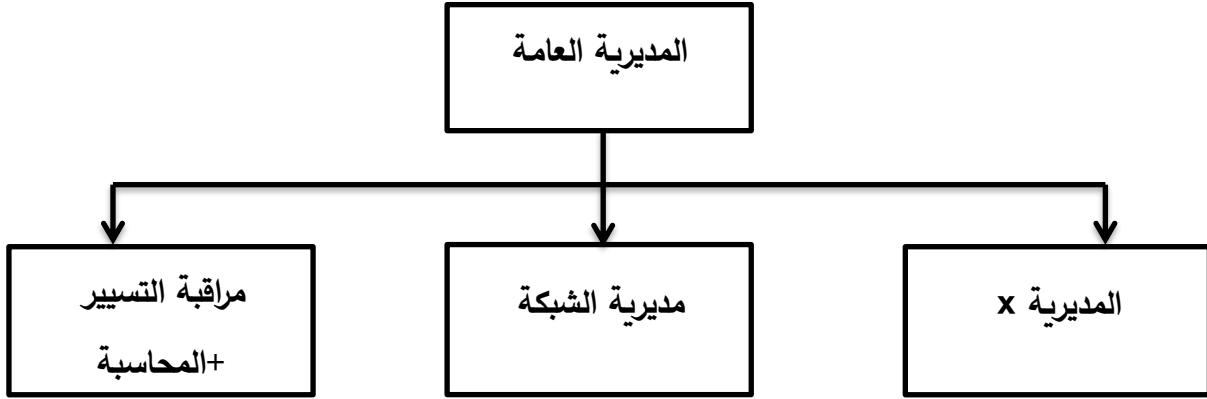 المديرية العامة
المديرية x
مديرية الشبكة
مراقبة التسيير
+المحاسبة